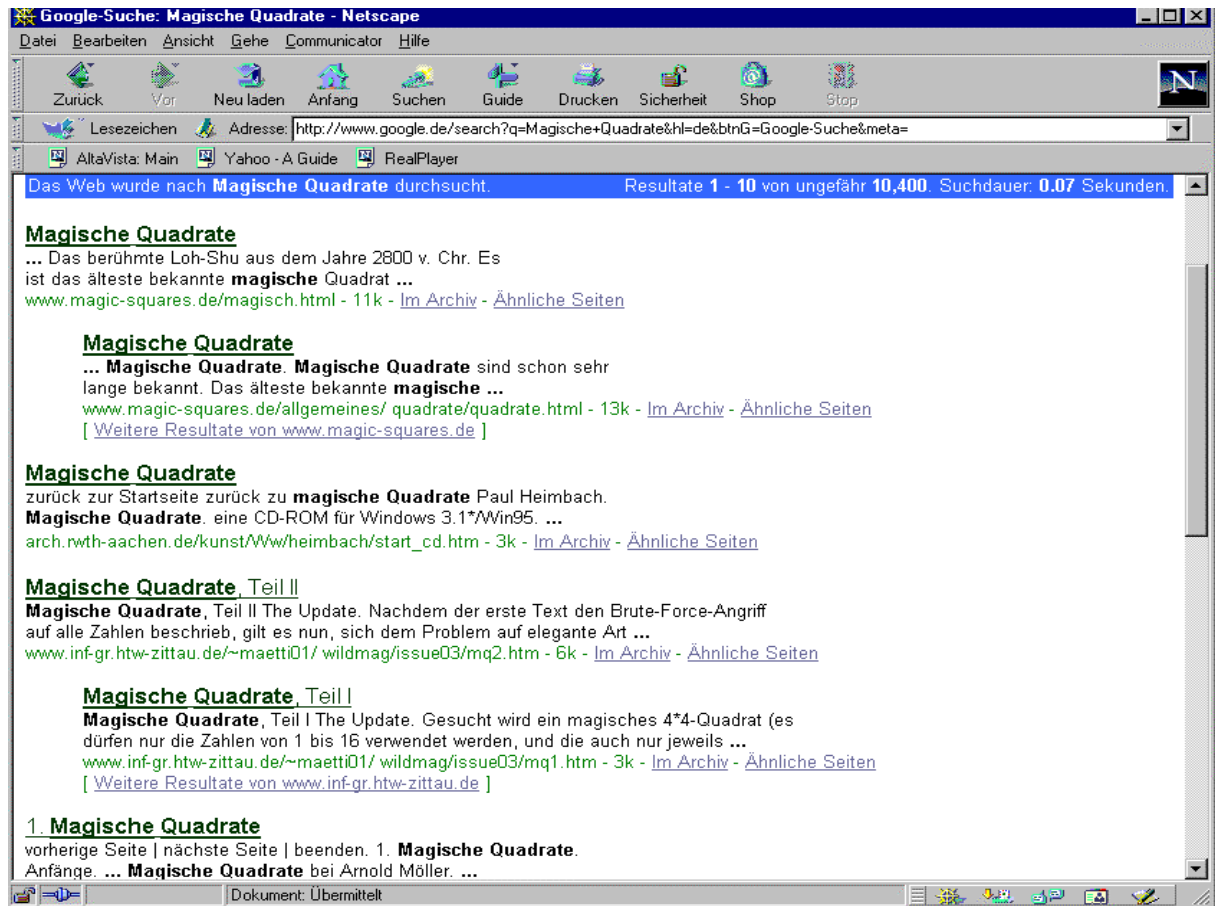 Google-Suche: Magische Quadrate - Netscape
Datei Bearbeiten Ansicht Gehe Communicator Hilfe
Zurück Vor Neu laden Anfang Suchen Guide Drucken Sicherheit Shop Stop
N
Lesezeichen Adresse: http://www.google.de/search?q=Magische+Quadrate&hl=de&btnG=Google-Suche&meta=
AltaVista: Main Yahoo - A Guide RealPlayer
Das Web wurde nach Magische Quadrate durchsucht. Resultate 1 - 10 von ungefähr 10,400. Suchdauer: 0.07 Sekunden.
Magische Quadrate
... Das berühmte Loh-Shu aus dem Jahre 2800 v. Chr. Es
ist das älteste bekannte magische Quadrat ...
www.magic-squares.de/magisch.html - 11k - Im Archiv - Ähnliche Seiten
Magische Quadrate
... Magische Quadrate. Magische Quadrate sind schon sehr
lange bekannt. Das älteste bekannte magische ...
www.magic-squares.de/allgemeines/ quadrate/quadrate.html - 13k - Im Archiv - Ähnliche Seiten
[ Weitere Resultate von www.magic-squares.de ]
Magische Quadrate
zurück zur Startseite zurück zu magische Quadrate Paul Heimbach.
Magische Quadrate. eine CD-ROM für Windows 3.1*/Win95. ...
arch.rwth-aachen.de/kunst/Ww/heimbach/start_cd.htm - 3k - Im Archiv - Ähnliche Seiten
Magische Quadrate, Teil II
Magische Quadrate, Teil II The Update. Nachdem der erste Text den Brute-Force-Angriff
auf alle Zahlen beschrieb, gilt es nun, sich dem Problem auf elegante Art ...
www.inf-gr.htw-zittau.de/~maetti01/ wildmag/issue03/mq2.htm - 6k - Im Archiv - Ähnliche Seiten
Magische Quadrate, Teil I
Magische Quadrate, Teil I The Update. Gesucht wird ein magisches 4*4-Quadrat (es
dürfen nur die Zahlen von 1 bis 16 verwendet werden, und die auch nur jeweils ...
www.inf-gr.htw-zittau.de/~maetti01/ wildmag/issue03/mq1.htm - 3k - Im Archiv - Ähnliche Seiten
[ Weitere Resultate von www.inf-gr.htw-zittau.de ]
1. Magische Quadrate
vorherige Seite | nächste Seite | beenden. 1. Magische Quadrate.
Anfänge. ... Magische Quadrate bei Arnold Möller. ...
Dokument: Übermittelt